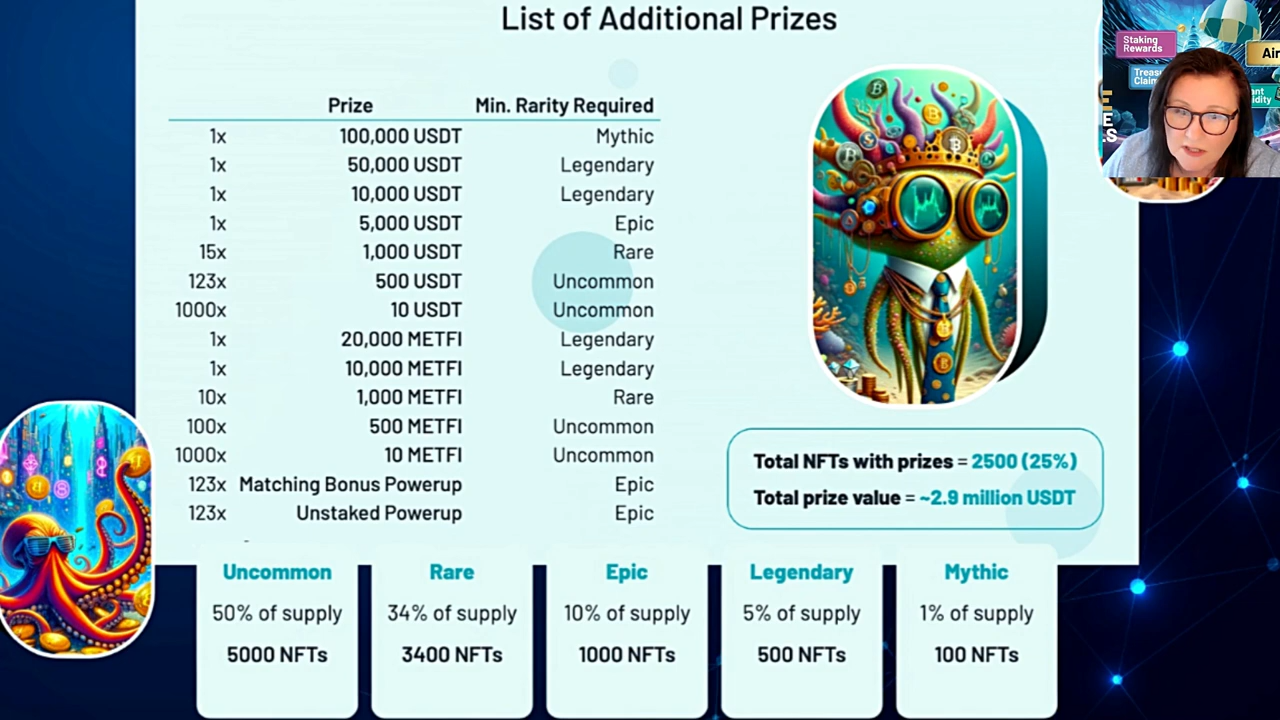 List of Additional Prizes
Prize Min. Rarity Required
1x 100,000 USDT Mythic
1x 50,000 USDT Legendary
1x 10,000 USDT Legendary
1x 5,000 USDT Epic
15x 1,000 USDT Rare
123x 500 USDT Uncommon
1000x 10 USDT Uncommon
1x 20,000 METFI Legendary
1x 10,000 METFI Legendary
10x 1,000 METFI Rare
100x 500 METFI Uncommon
1000x 10 METFI Uncommon
123x Matching Bonus Powerup Epic
123x Unstaked Powerup Epic
Total NFTs with prizes = 2500 (25%)
Total prize value = ~2.9 million USDT
Uncommon
50% of supply
5000 NFTs
Rare
34% of supply
3400 NFTs
Epic
10% of supply
1000 NFTs
Legendary
5% of supply
500 NFTs
Mythic
1% of supply
100 NFTs
Staking
Rewards